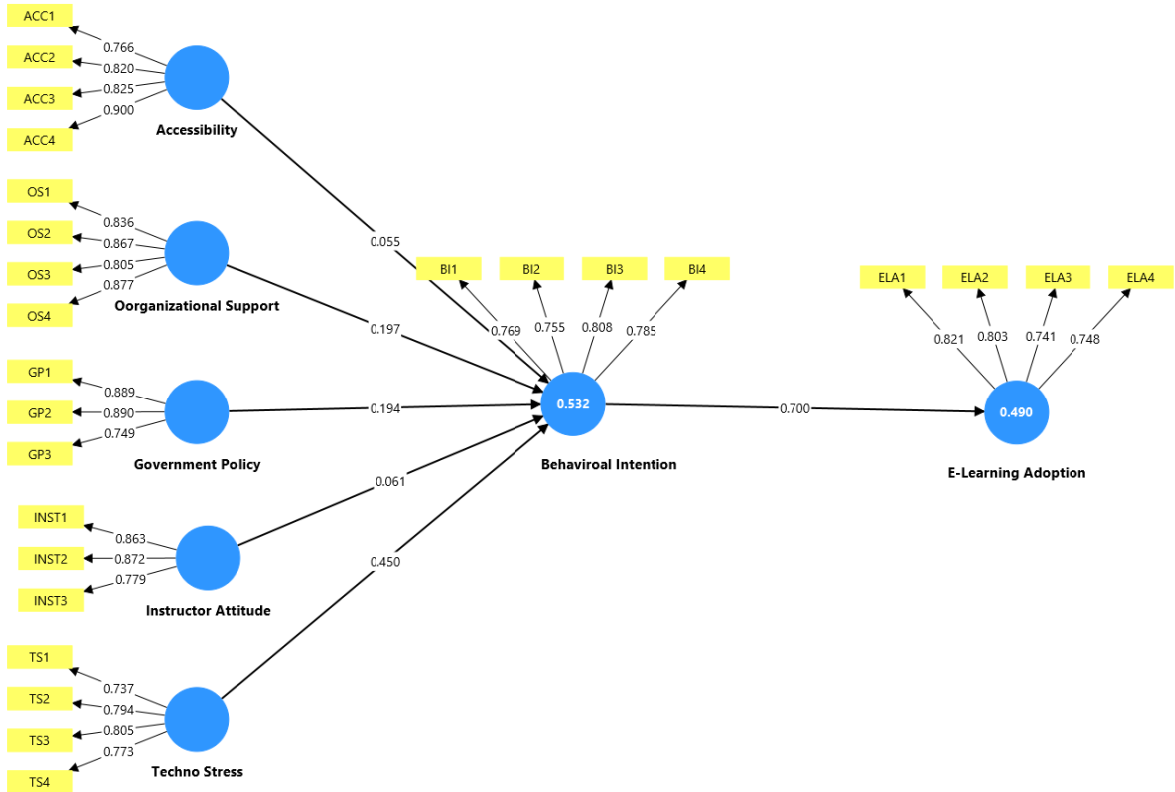 ACC1
0.766
ACC2
0.820
ACC3
0.825
ACC4
0.900
Accessibility
OS1
0.836
OS2
0.867
OS3
0.805
OS4
0.877
Oorganizational Support
GP1
0.889
GP2
0.890
GP3
0.749
Government Policy
INST1
0.863
INST2
0.872
INST3
0.779
Instructor Attitude
TS1
0.737
TS2
0.794
TS3
0.805
TS4
0.773
Techno Stress
0.055
0.197
0.194
0.061
0.450
BI1
BI2
BI3
BI4
0.769
0.755
0.808
0.785
0.532
Behaviroal Intention
0.700
ELA1
ELA2
ELA3
ELA4
0.821
0.803
0.741
0.748
0.490
E-Learning Adoption